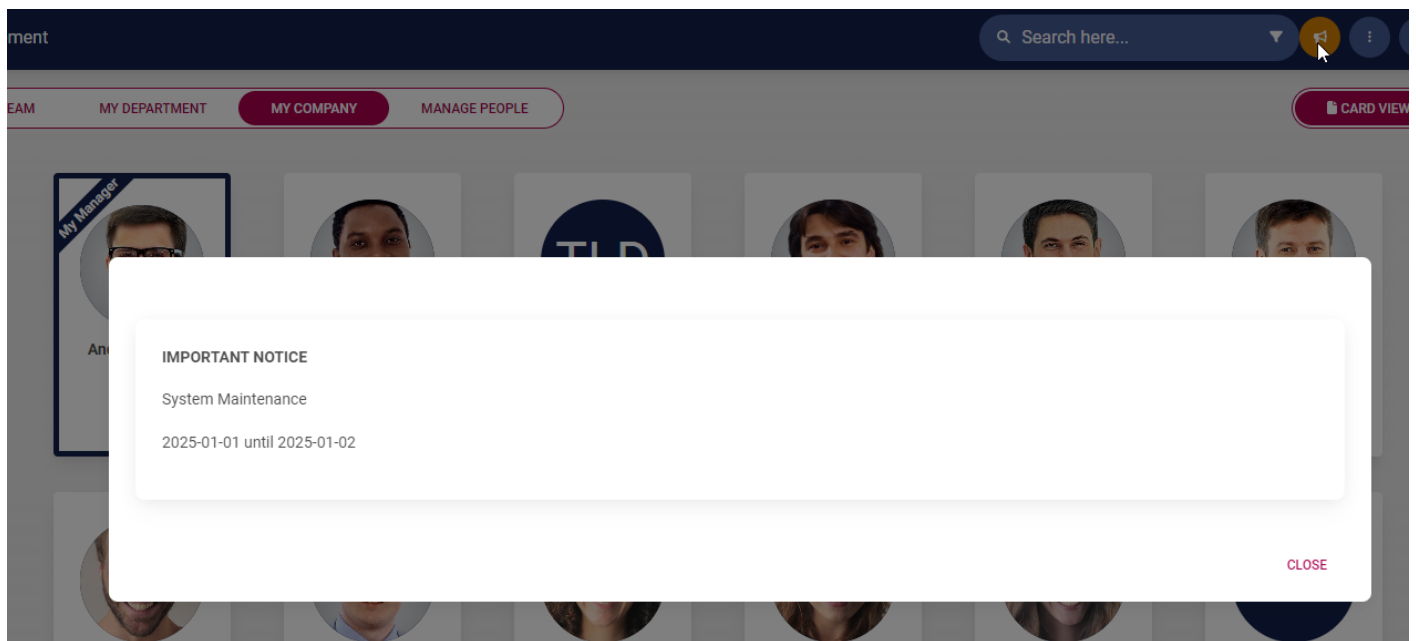 ment
Search here...
EAM
MY DEPARTMENT
MY COMPANY
MANAGE PEOPLE
CARD VIEW
My Manager
TLD
An
IMPORTANT NOTICE
System Maintenance
2025-01-01 until 2025-01-02
CLOSE